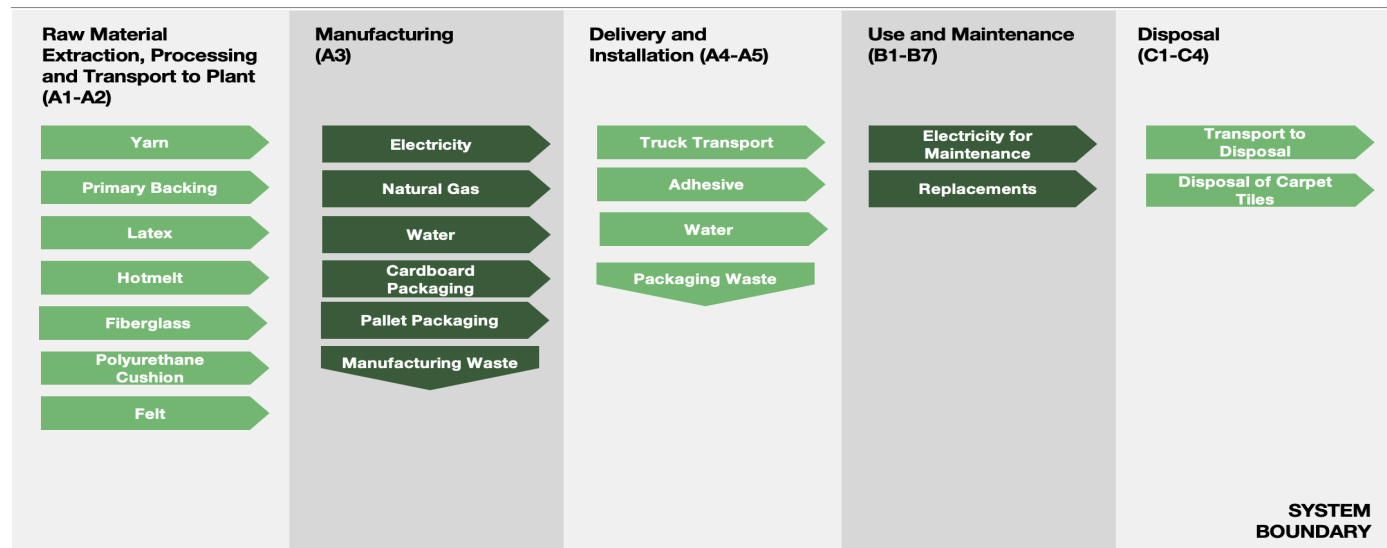 Raw Material
Extraction, Processing
and Transport to Plant
(A1-A2)
Yarn
Primary Backing
Latex
Hotmelt
Fiberglass
Polyurethane
Cushion
Felt
Manufacturing
(A3)
Electricity
Natural Gas
Water
Cardboard
Packaging
Pallet Packaging
Manufacturing Waste
Delivery and
Installation (A4-A5)
Truck Transport
Adhesive
Water
Packaging Waste
Use and Maintenance
(B1-B7)
Electricity for
Maintenance
Replacements
Disposal
(C1-C4)
Transport to
Disposal
Disposal of Carpet
Tiles
SYSTEM
BOUNDARY